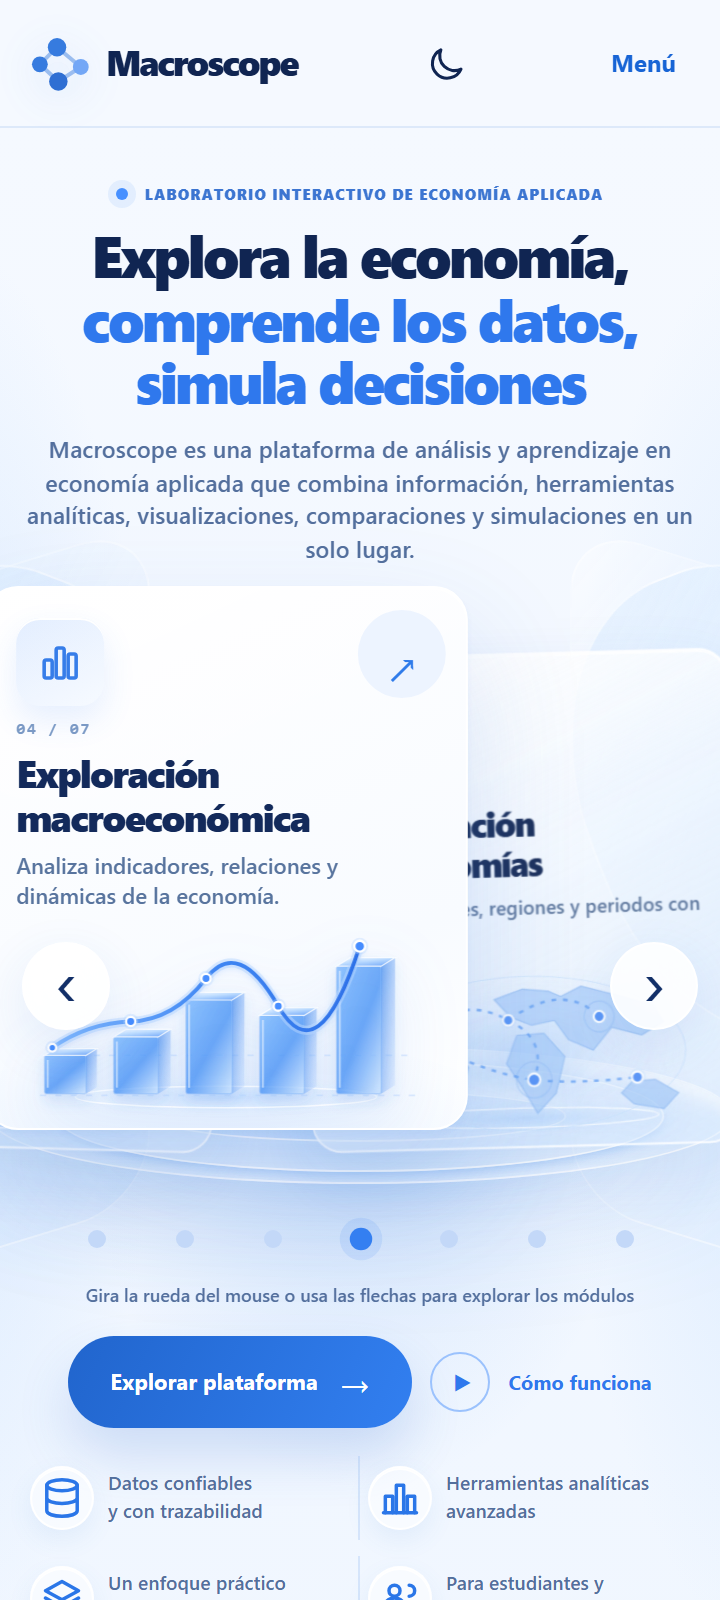 Macroscope
Menú
LABORATORIO INTERACTIVO DE ECONOMÍA APLICADA
Explora la economía,
comprende los datos,
simula decisiones
Macroscope es una plataforma de análisis y aprendizaje en
economía aplicada que combina información, herramientas
analíticas, visualizaciones, comparaciones y simulaciones en un
solo lugar.
04 / 07
Exploración
macroeconómica
Analiza indicadores, relaciones y
dinámicas de la economía.
regiones y periodos con
Gira la rueda del mouse o usa las flechas para explorar los módulos
Explorar plataforma →
Cómo funciona
Datos confiables
y con trazabilidad
Herramientas analíticas
avanzadas
Un enfoque práctico
Para estudiantes y